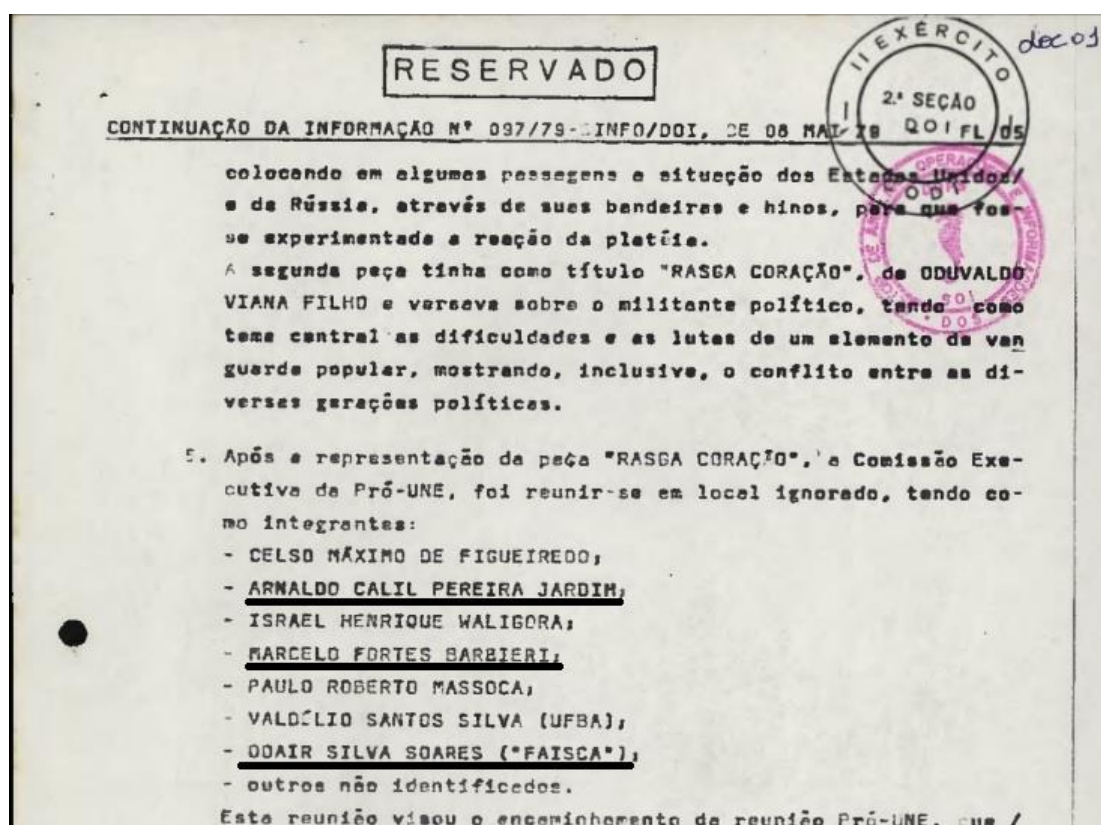 doc 01
RESERVADO
II EXÉRCITO
2.ª SEÇÃO
DOI
CONTINUAÇÃO DA INFORMAÇÃO Nº 097/79-INFO/DOI, DE 08 MAI 79 FL 05
colocando em algumas passagens a situação dos Estados Unidos/
e da Rússia, através de suas bandeiras e hinos, para que fos-
se experimentada a reação da platéia.
A segunda peça tinha como título "RASGA CORAÇÃO", de ODUVALDO
VIANA FILHO e versava sobre o militante político, tendo como
tema central as dificuldades e as lutas de um elemento da van
guarda popular, mostrando, inclusive, o conflito entre as di-
versas gerações políticas.
5. Após a representação da peça "RASGA CORAÇÃO", a Comissão Exe-
cutiva da Pró-UNE, foi reunir-se em local ignorado, tendo co-
mo integrantes:
- CELSO MÁXIMO DE FIGUEIREDO;
- ARNALDO CALIL PEREIRA JARDIM;
- ISRAEL HENRIQUE WALIGORA;
- MARCELO FORTES BARBIERI;
- PAULO ROBERTO MASSOCA;
- VALDÉLIO SANTOS SILVA (UFBA);
- ODAIR SILVA SOARES ("FAISCA");
- outros não identificados.
Esta reunião visou o encaminhamento da reunião Pró-UNE, que /